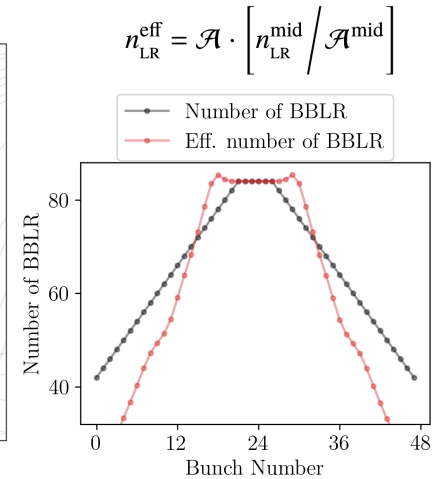 n_LR^eff = 𝒜 · [n_LR^mid / 𝒜^mid]
Number of BBLR
Eff. number of BBLR
Number of BBLR
80
60
40
0 12 24 36 48
Bunch Number